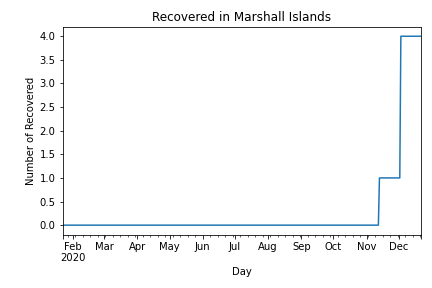 Recovered in Marshall Islands
Number of Recovered
4.0
3.5
3.0
2.5
2.0
1.5
1.0
0.5
0.0
Feb Mar Apr May Jun Jul Aug Sep Oct Nov Dec
2020
Day